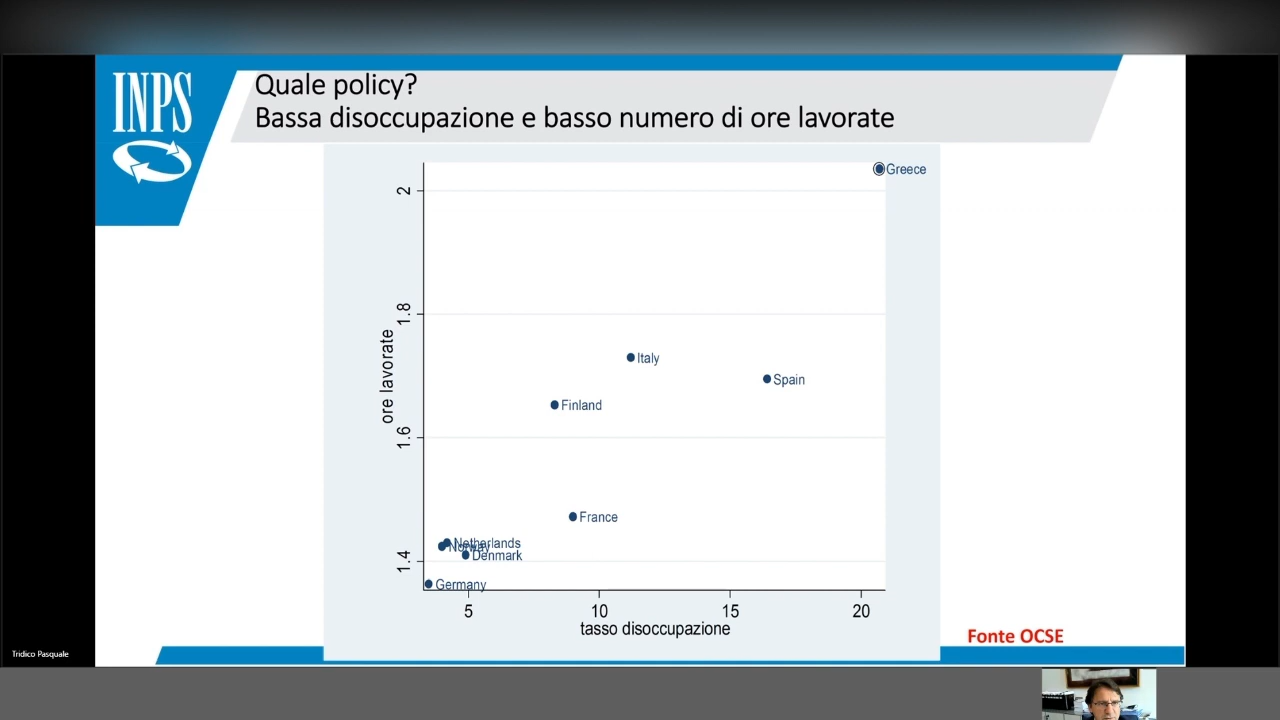 INPS
Quale policy?
Bassa disoccupazione e basso numero di ore lavorate
Greece
2
1.8
ore lavorate
Italy
Spain
Finland
1.6
France
Netherlands
Norway
Denmark
1.4
Germany
5 10 15 20
tasso disoccupazione
Fonte OCSE
Tridico Pasquale